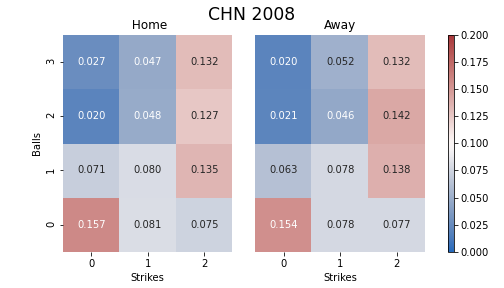 CHN 2008
Home
Away
Balls
3 0.027 0.047 0.132 0.020 0.052 0.132
2 0.020 0.048 0.127 0.021 0.046 0.142
1 0.071 0.080 0.135 0.063 0.078 0.138
0 0.157 0.081 0.075 0.154 0.078 0.077
0 1 2 0 1 2
Strikes
Strikes
0.200
0.175
0.150
0.125
0.100
0.075
0.050
0.025
0.000